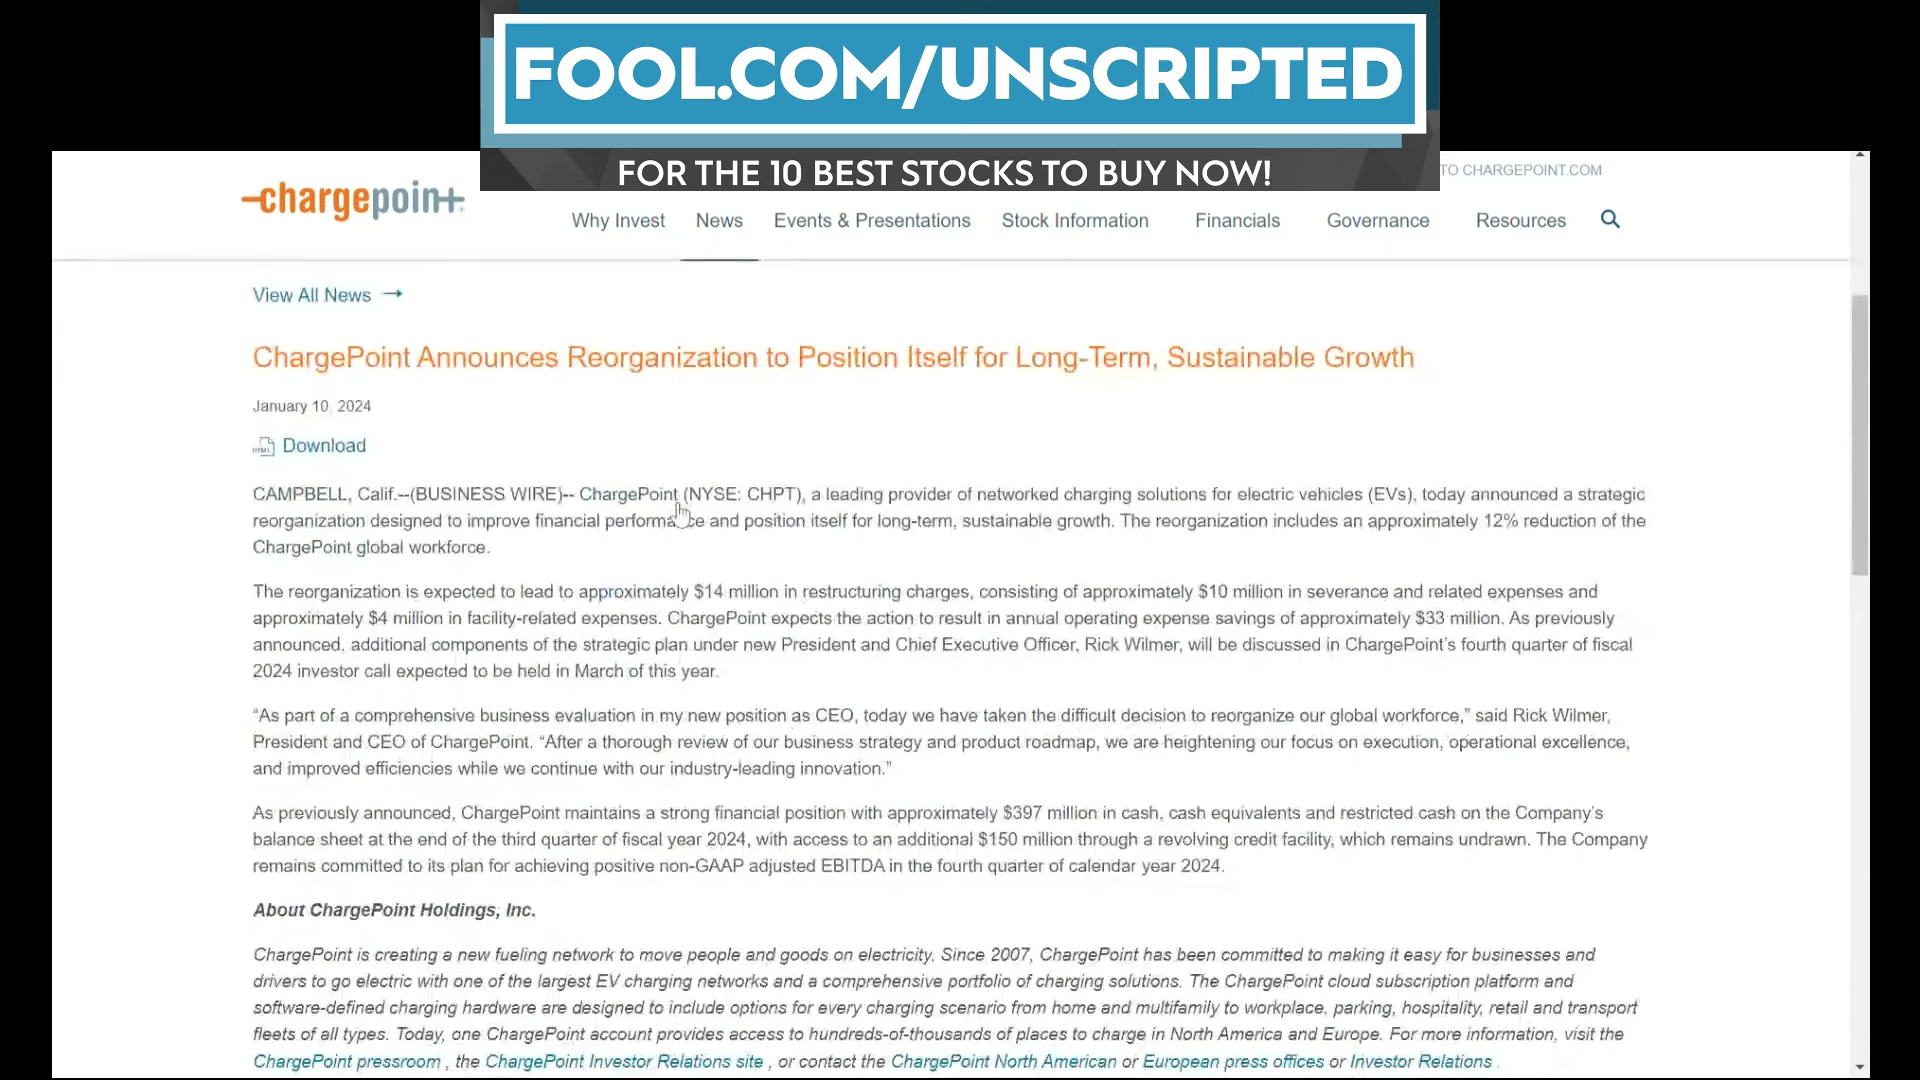 FOOL.COM/UNSCRIPTED
FOR THE 10 BEST STOCKS TO BUY NOW!
TO CHARGEPOINT.COM
chargepoint
Why Invest News Events & Presentations Stock Information Financials Governance Resources
View All News →
ChargePoint Announces Reorganization to Position Itself for Long-Term, Sustainable Growth
January 10, 2024
HTML Download
CAMPBELL, Calif.--(BUSINESS WIRE)-- ChargePoint (NYSE: CHPT), a leading provider of networked charging solutions for electric vehicles (EVs), today announced a strategic
reorganization designed to improve financial performance and position itself for long-term, sustainable growth. The reorganization includes an approximately 12% reduction of the
ChargePoint global workforce.
The reorganization is expected to lead to approximately $14 million in restructuring charges, consisting of approximately $10 million in severance and related expenses and
approximately $4 million in facility-related expenses. ChargePoint expects the action to result in annual operating expense savings of approximately $33 million. As previously
announced, additional components of the strategic plan under new President and Chief Executive Officer, Rick Wilmer, will be discussed in ChargePoint's fourth quarter of fiscal
2024 investor call expected to be held in March of this year.
“As part of a comprehensive business evaluation in my new position as CEO, today we have taken the difficult decision to reorganize our global workforce,” said Rick Wilmer,
President and CEO of ChargePoint. “After a thorough review of our business strategy and product roadmap, we are heightening our focus on execution, operational excellence,
and improved efficiencies while we continue with our industry-leading innovation.”
As previously announced, ChargePoint maintains a strong financial position with approximately $397 million in cash, cash equivalents and restricted cash on the Company's
balance sheet at the end of the third quarter of fiscal year 2024, with access to an additional $150 million through a revolving credit facility, which remains undrawn. The Company
remains committed to its plan for achieving positive non-GAAP adjusted EBITDA in the fourth quarter of calendar year 2024.
About ChargePoint Holdings, Inc.
ChargePoint is creating a new fueling network to move people and goods on electricity. Since 2007, ChargePoint has been committed to making it easy for businesses and
drivers to go electric with one of the largest EV charging networks and a comprehensive portfolio of charging solutions. The ChargePoint cloud subscription platform and
software-defined charging hardware are designed to include options for every charging scenario from home and multifamily to workplace, parking, hospitality, retail and transport
fleets of all types. Today, one ChargePoint account provides access to hundreds-of-thousands of places to charge in North America and Europe. For more information, visit the
ChargePoint pressroom , the ChargePoint Investor Relations site , or contact the ChargePoint North American or European press offices or Investor Relations .